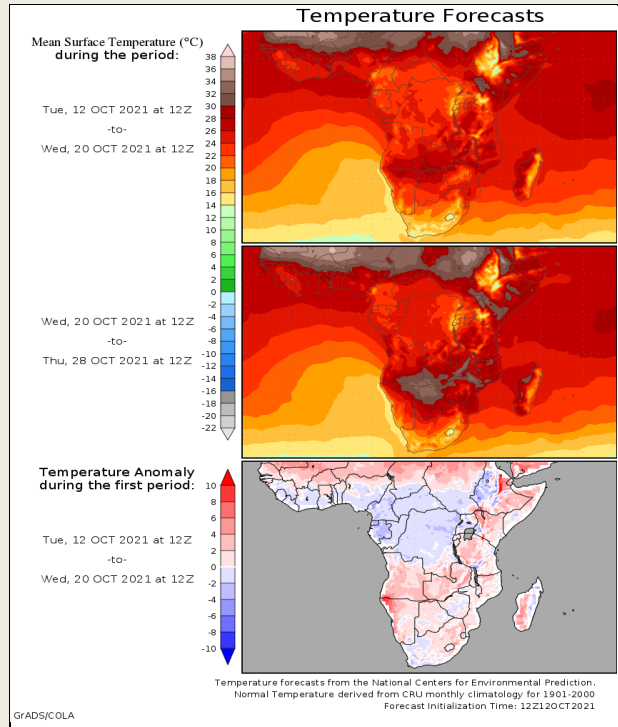 Temperature Forecasts
Mean Surface Temperature (°C)
during the period:
38
36
34
32
30
28
26
24
22
20
18
16
14
12
10
8
6
4
2
0
-2
-4
-6
-8
-10
-12
-14
-16
-18
-20
-22
Tue, 12 OCT 2021 at 12Z
-to-
Wed, 20 OCT 2021 at 12Z
Wed, 20 OCT 2021 at 12Z
-to-
Thu, 28 OCT 2021 at 12Z
Temperature Anomaly
during the first period:
10
8
6
4
2
0
-2
-4
-6
-8
-10
Tue, 12 OCT 2021 at 12Z
-to-
Wed, 20 OCT 2021 at 12Z
Temperature forecasts from the National Centers for Environmental Prediction.
Normal Temperature derived from CRU monthly climatology for 1901-2000
Forecast Initialization Time: 12Z12OCT2021
GrADS/COLA